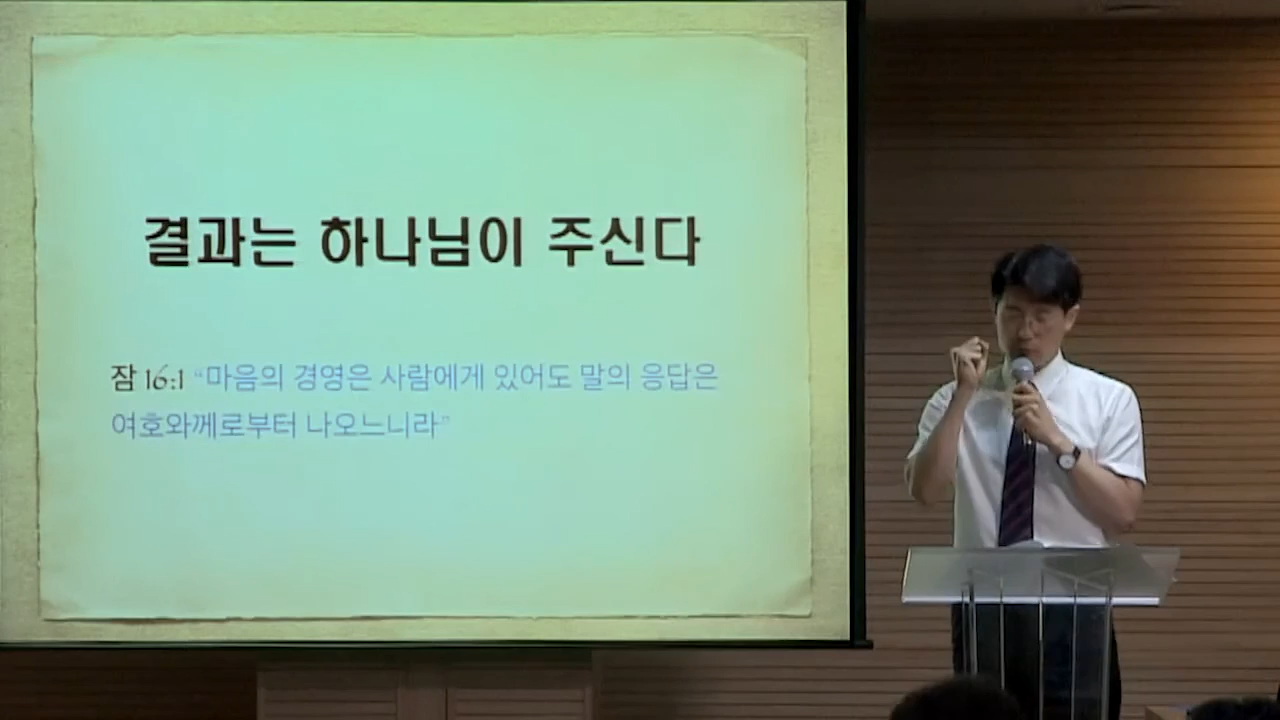 결과는 하나님이 주신다
잠 16:1 “마음의 경영은 사람에게 있어도 말의 응답은
여호와께로부터 나오느니라”